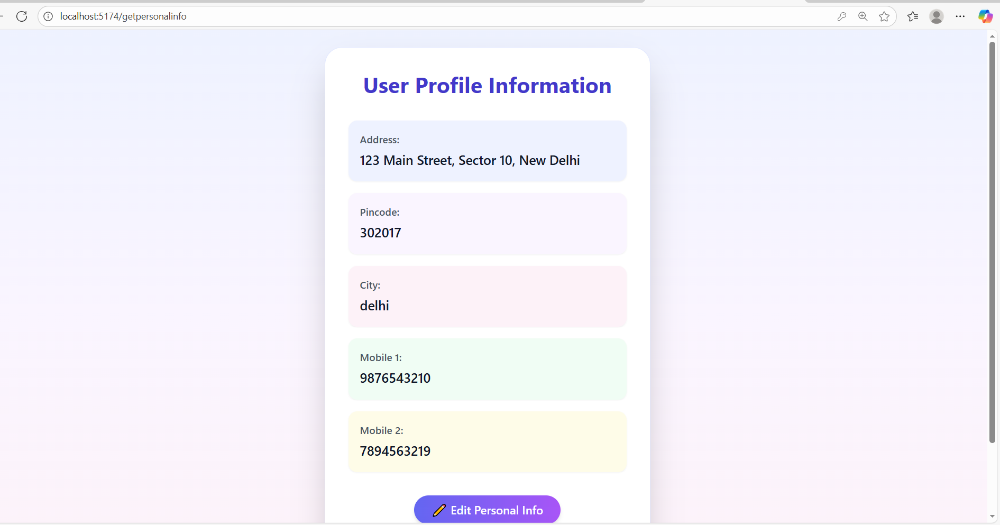 localhost:5174/getpersonalinfo
User Profile Information
Address:
123 Main Street, Sector 10, New Delhi
Pincode:
302017
City:
delhi
Mobile 1:
9876543210
Mobile 2:
7894563219
Edit Personal Info